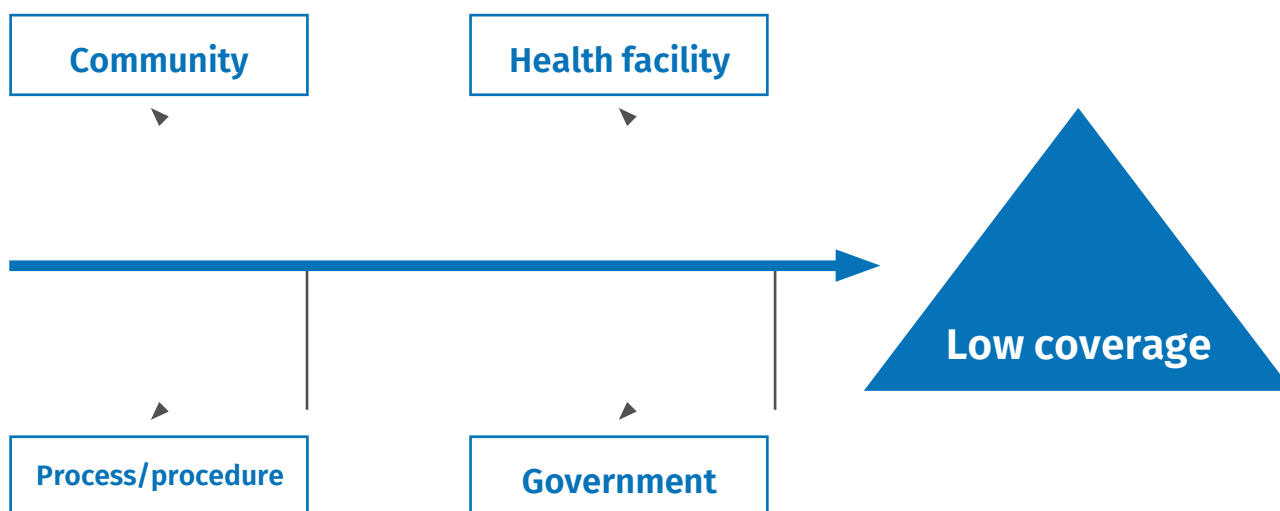 Community
Health facility
Low coverage
Process/procedure
Government